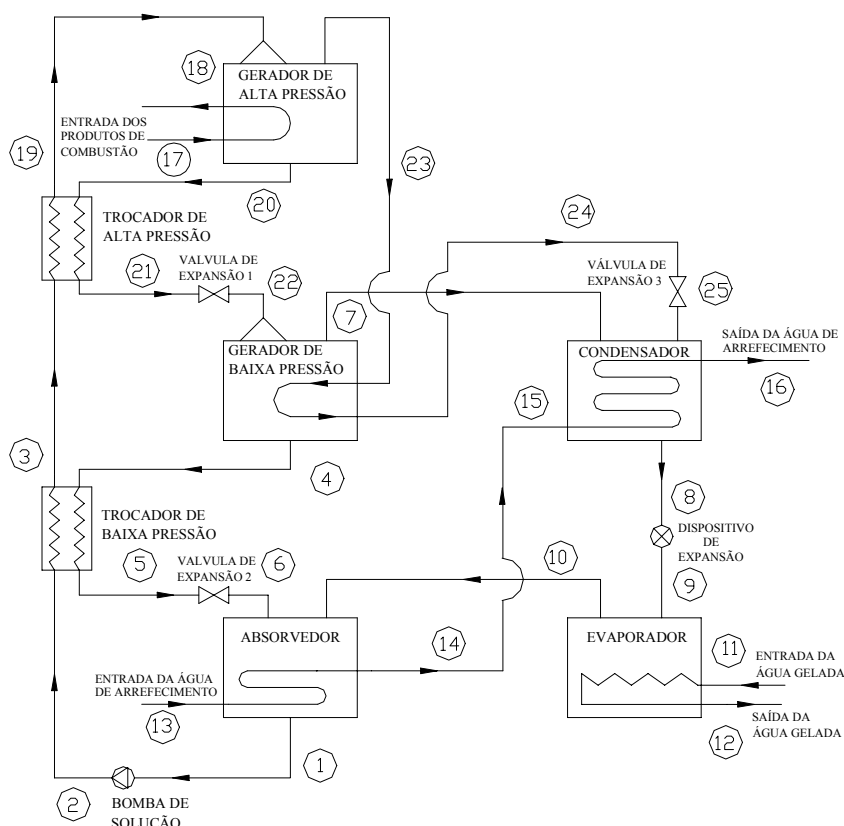 18
GERADOR DE
ALTA PRESSÃO
ENTRADA DOS
PRODUTOS DE
COMBUSTÃO
17
19
20
23
TROCADOR DE
ALTA PRESSÃO
21
VALVULA DE
EXPANSÃO 1
22
24
VÁLVULA DE
EXPANSÃO 3
25
7
GERADOR DE
BAIXA PRESSÃO
CONDENSADOR
SAÍDA DA ÁGUA DE
ARREFECIMENTO
16
15
3
4
8
TROCADOR DE
BAIXA PRESSÃO
DISPOSITIVO
DE
EXPANSÃO
5
VALVULA DE
EXPANSÃO 2
6
10
9
ABSORVEDOR
14
EVAPORADOR
11
ENTRADA DA
ÁGUA GELADA
ENTRADA DA ÁGUA
DE ARREFECIMENTO
13
SAÍDA DA
ÁGUA GELADA
12
1
2
BOMBA DE
SOLUÇÃO